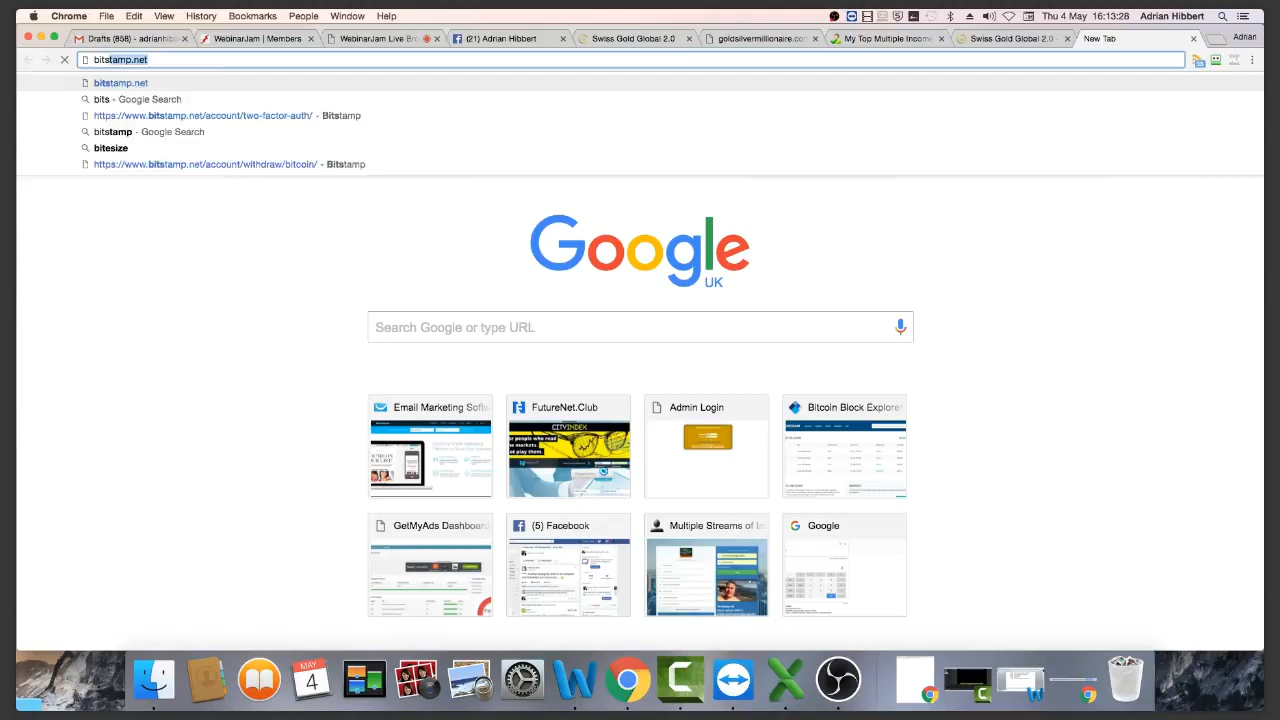 Chrome File Edit View History Bookmarks People Window Help Thu 4 May 16:13:28 Adrian Hibbert
Drafts (858) - adrianhib WebinarJam | Members WebinarJam Live Bro (21) Adrian Hibbert Swiss Gold Global 2.0 goldsilvermillionaire.com My Top Multiple Income Swiss Gold Global 2.0 - New Tab Adrian
bitstamp.net
bitstamp.net
bits - Google Search
https://www.bitstamp.net/account/two-factor-auth/ - Bitstamp
bitstamp - Google Search
bitesize
https://www.bitstamp.net/account/withdraw/bitcoin/ - Bitstamp
Google
UK
Search Google or type URL
Email Marketing Softw FutureNet.Club Admin Login Bitcoin Block Explorer
CITYINDEX
GetMyAds Dashboard (5) Facebook Multiple Streams of In Google
MAY
4